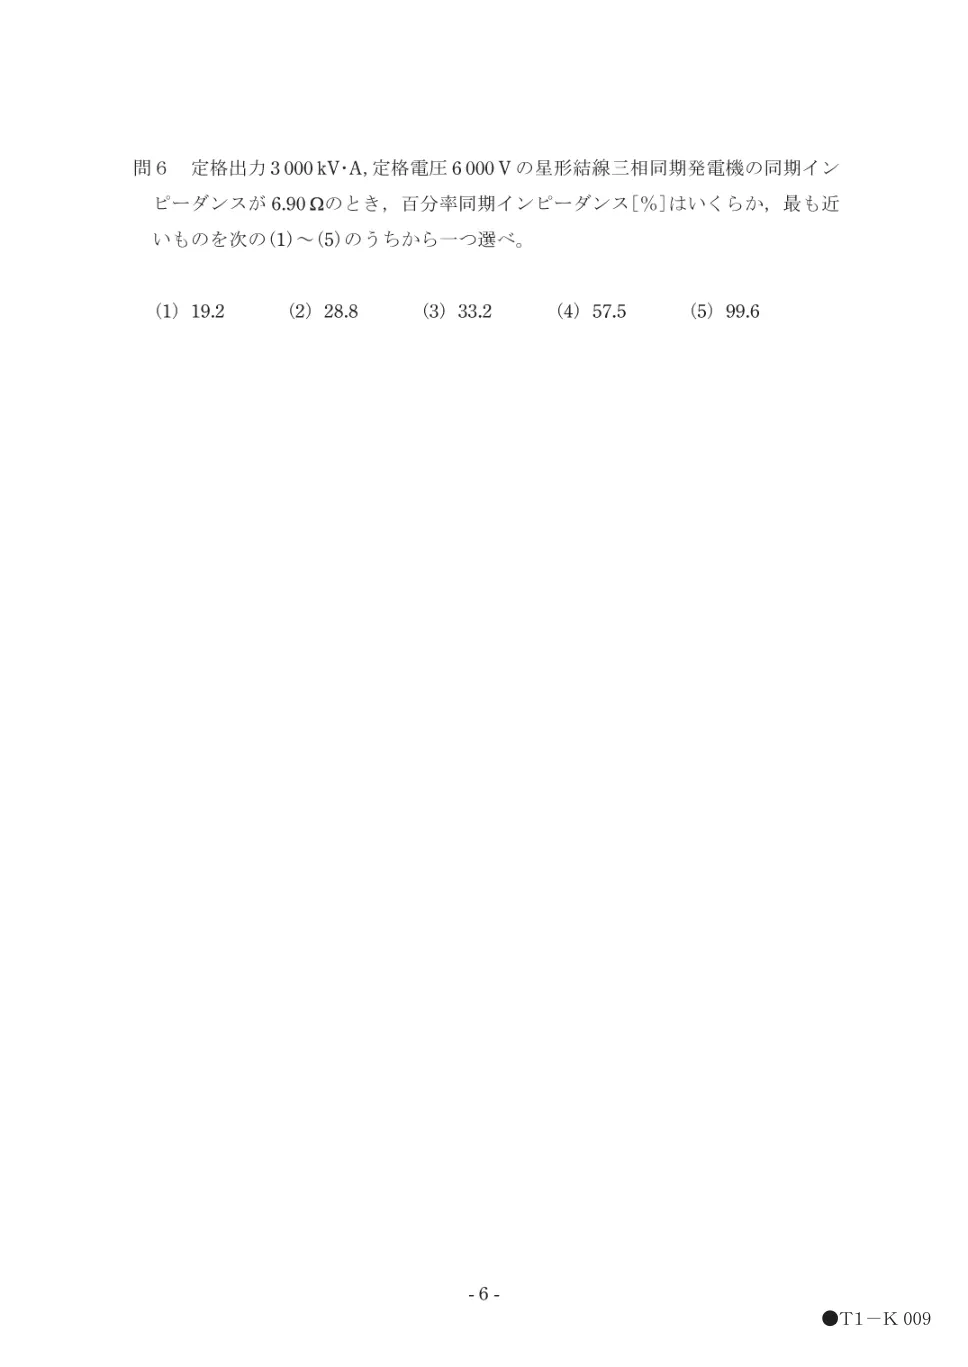 問6 定格出力3 000 kV·A, 定格電圧6 000 Vの星形結線三相同期発電機の同期イン
ピーダンスが6.90 Ωのとき，百分率同期インピーダンス[%]はいくらか，最も近
いものを次の(1)～(5)のうちから一つ選べ。
(1) 19.2 (2) 28.8 (3) 33.2 (4) 57.5 (5) 99.6
- 6 -
●T1－K 009